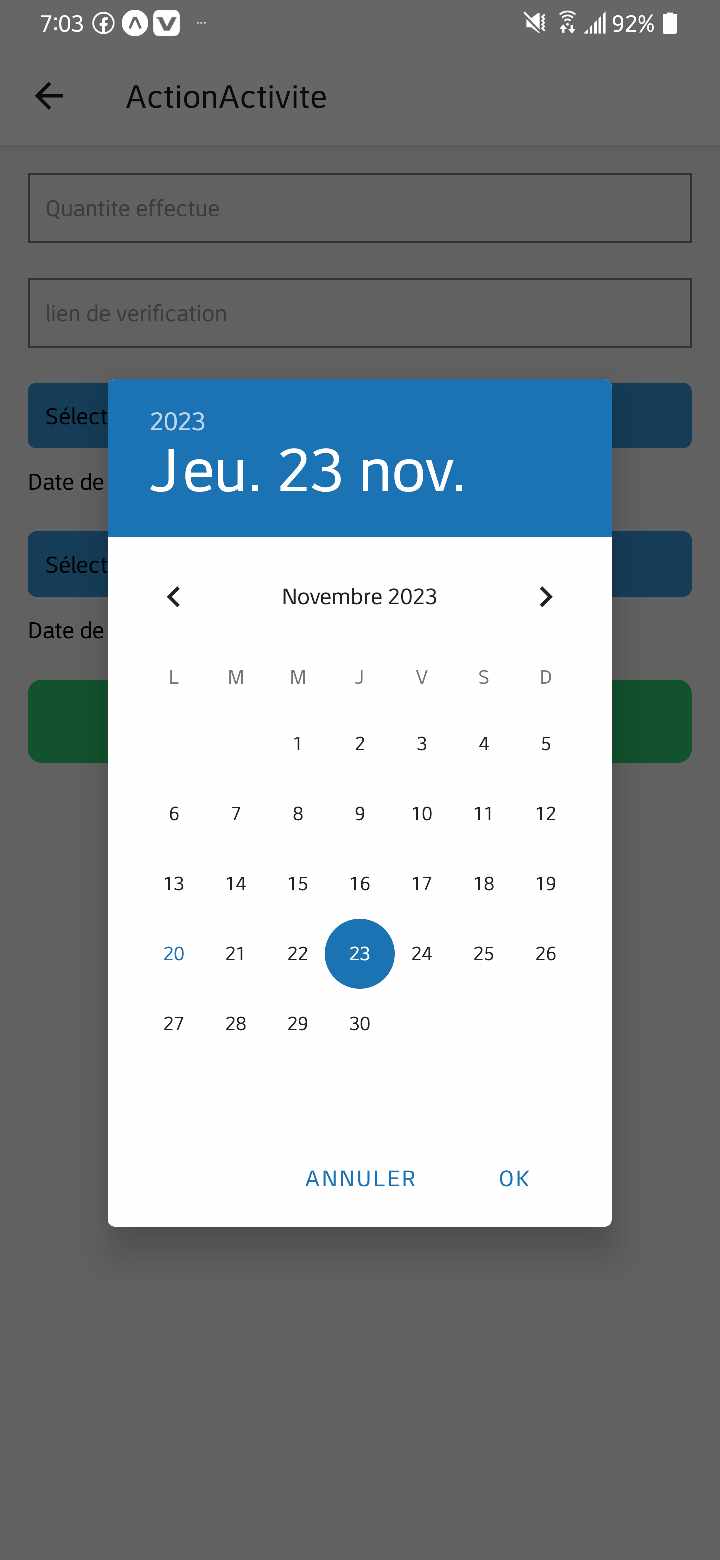 7:03 92%
ActionActivite
Quantite effectue
lien de verification
Sélect
Date de
Sélect
Date de
2023
Jeu. 23 nov.
Novembre 2023
L M M J V S D
1 2 3 4 5
6 7 8 9 10 11 12
13 14 15 16 17 18 19
20 21 22 23 24 25 26
27 28 29 30
ANNULER OK